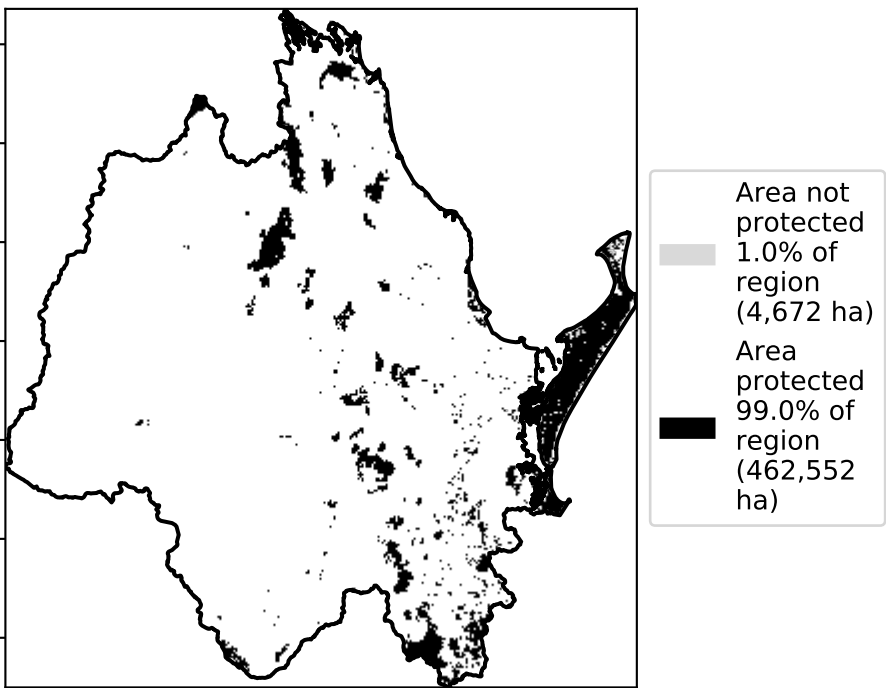 Area not
protected
1.0% of
region
(4,672 ha)
Area
protected
99.0% of
region
(462,552
ha)